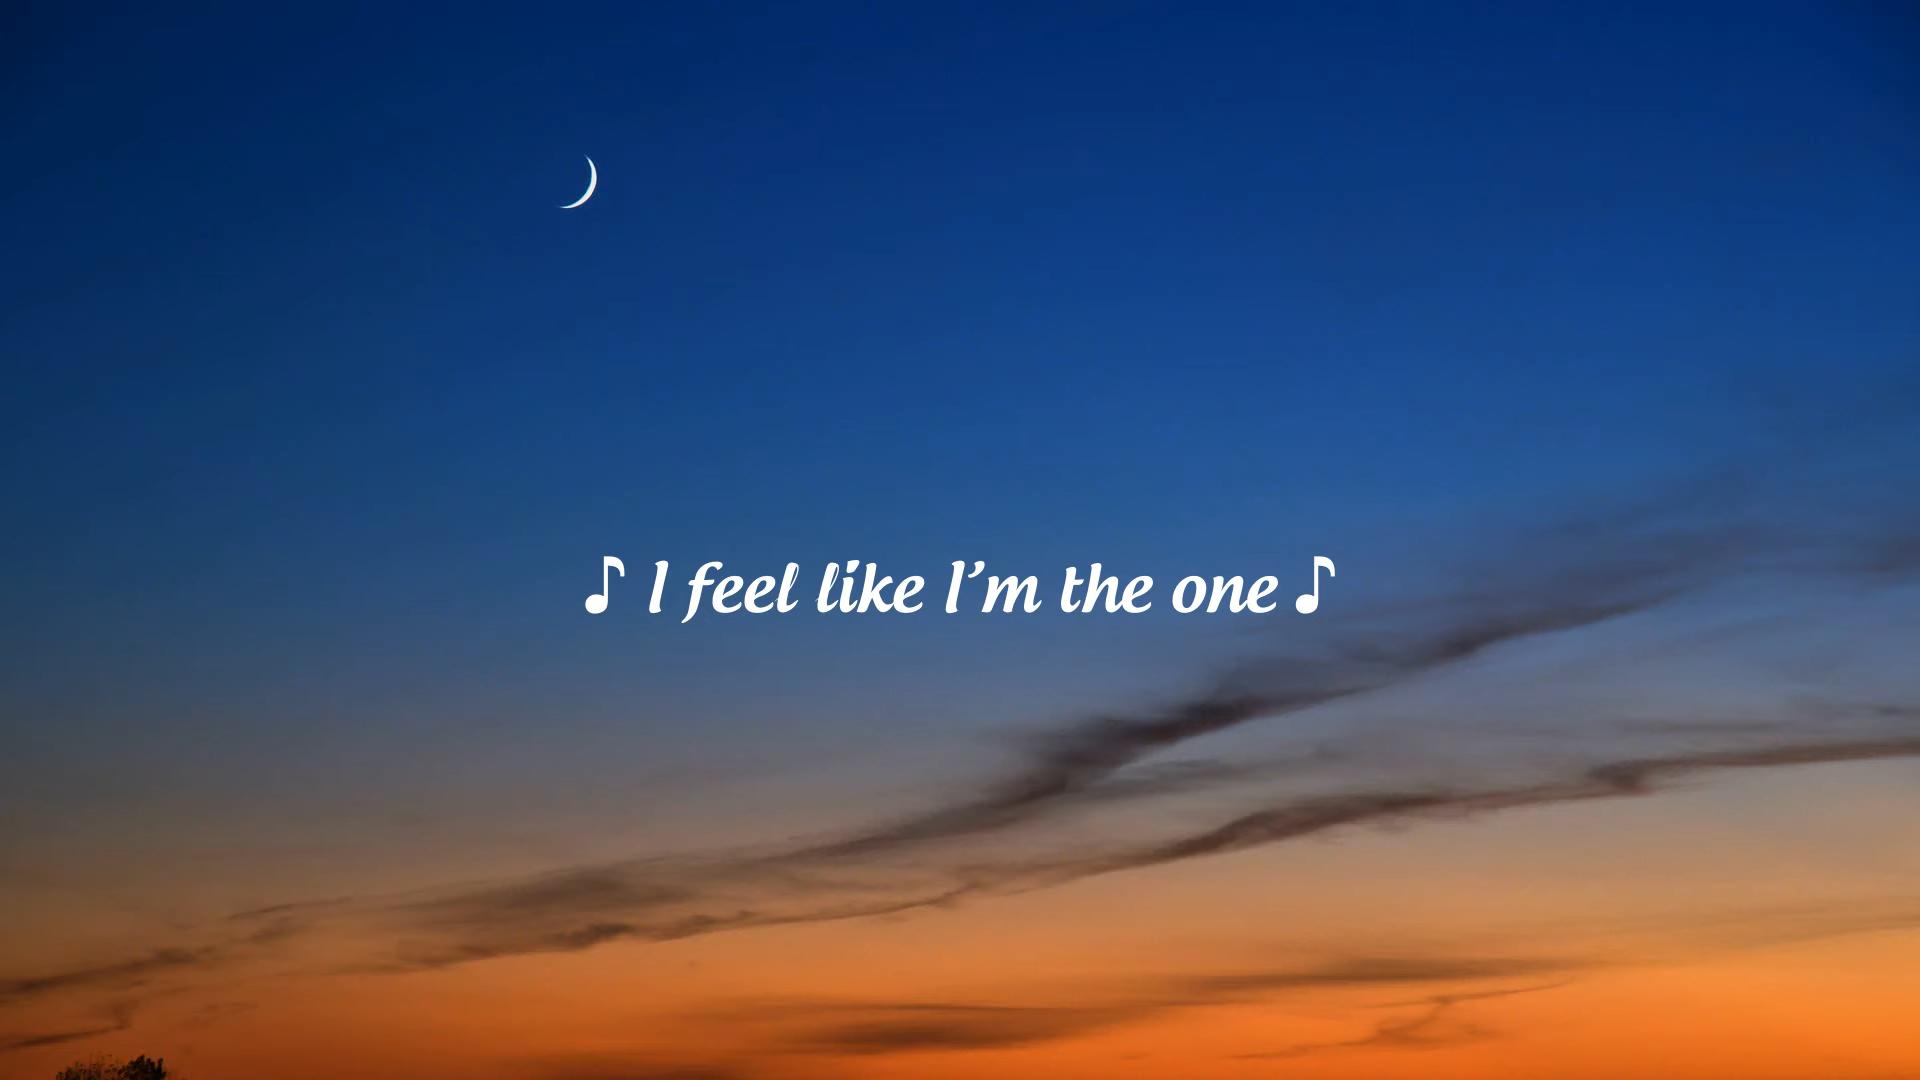 ♪ I feel like I’m the one ♪